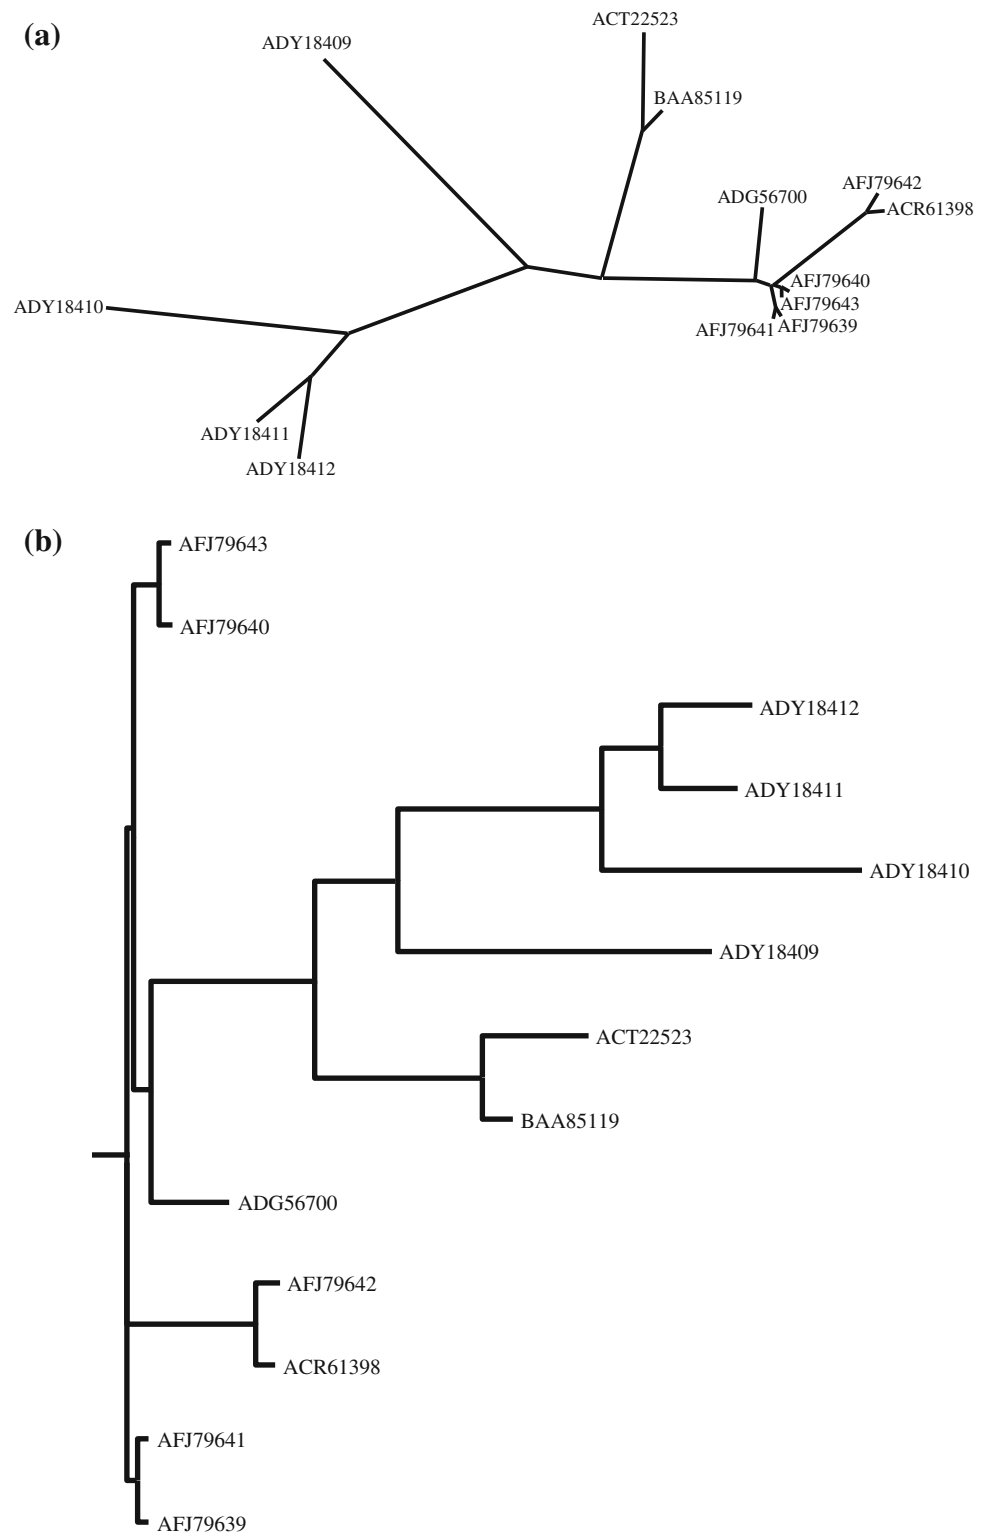 (a)
ADY18409
ACT22523
BAA85119
ADG56700
AFJ79642
ACR61398
AFJ79640
AFJ79643
AFJ79641
AFJ79639
ADY18410
ADY18411
ADY18412
(b)
AFJ79643
AFJ79640
ADY18412
ADY18411
ADY18410
ADY18409
ACT22523
BAA85119
ADG56700
AFJ79642
ACR61398
AFJ79641
AFJ79639